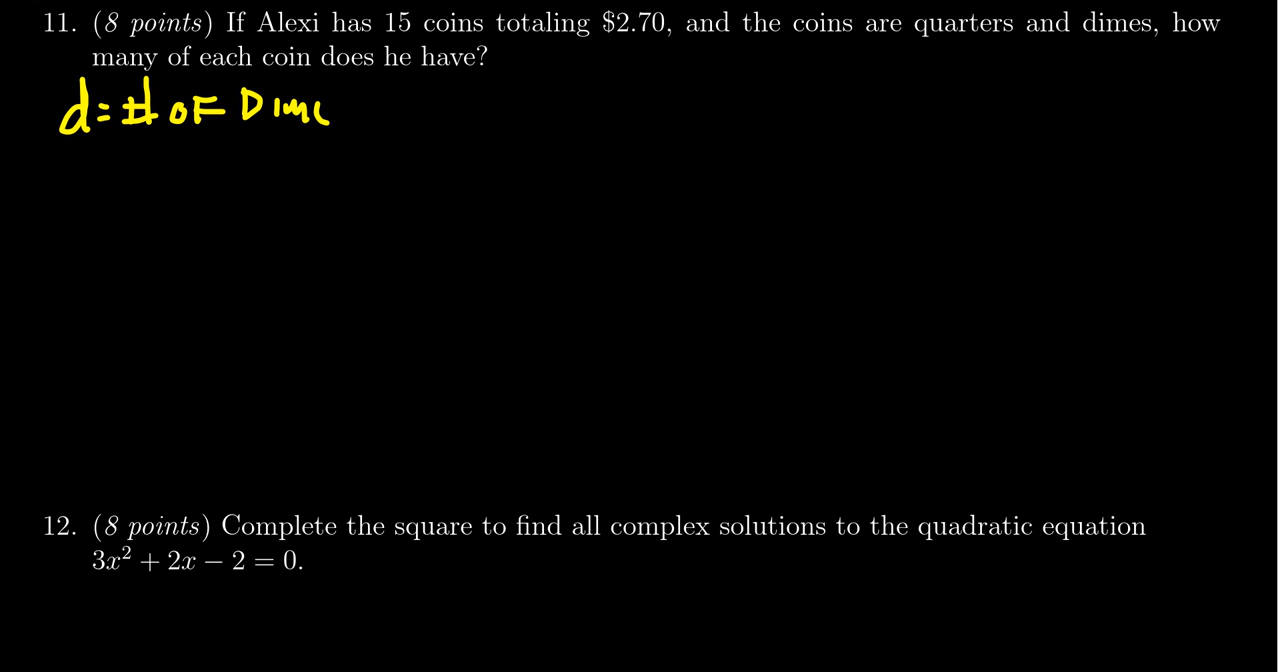 11. (8 points) If Alexi has 15 coins totaling $2.70, and the coins are quarters and dimes, how
many of each coin does he have?
d = # OF Dime
12. (8 points) Complete the square to find all complex solutions to the quadratic equation
3x² + 2x − 2 = 0.